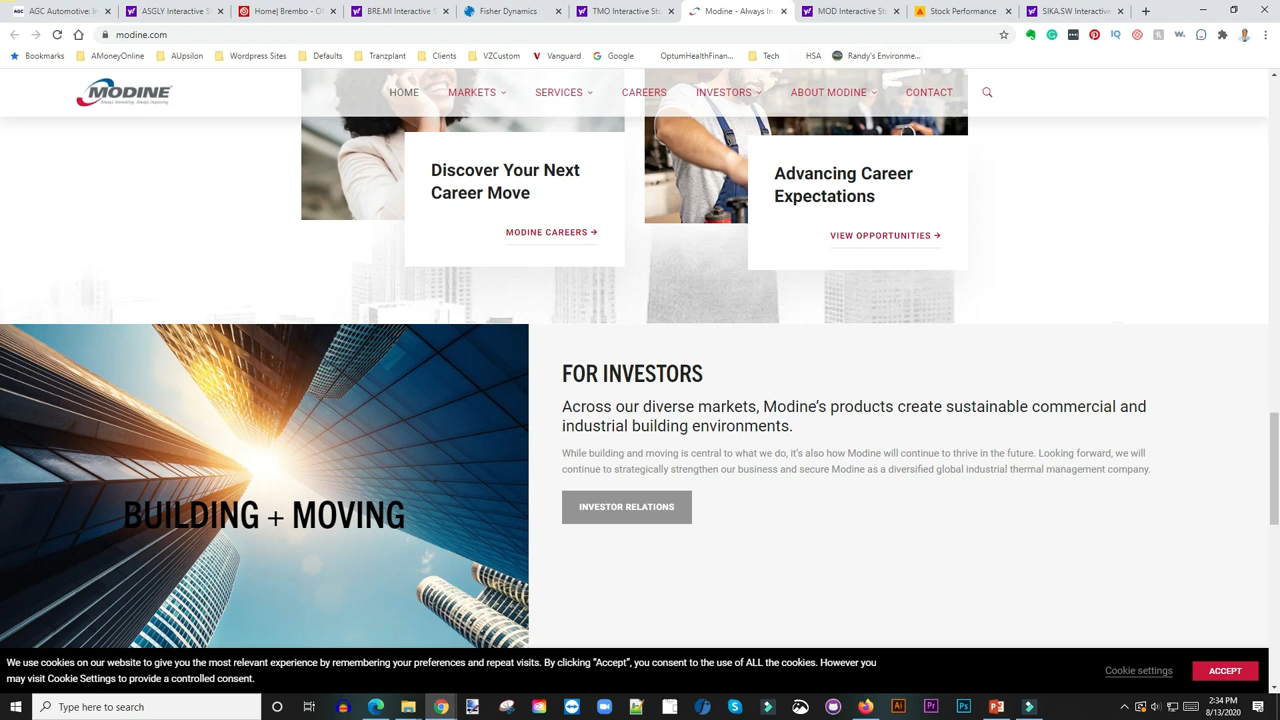 AGC Automotive: I
ASGLY Interactive S
Home| Brembo - O
BRE.MI Interactive S
Fisher Dynamics
TMO Interactive Sto
Modine - Always In
MOD Interactive St
Stock Performance
SIKA.SW Interactive
modine.com
Bookmarks
AMoneyOnline
AUpsilon
Wordpress Sites
Defaults
Tranzplant
Clients
VZCustom
Vanguard
Google
OptumHealthFinan...
Tech
HSA
Randy's Environme...
MODINE
Always Innovating. Always Improving.
HOME
MARKETS
SERVICES
CAREERS
INVESTORS
ABOUT MODINE
CONTACT
Discover Your Next
Career Move
MODINE CAREERS →
Advancing Career
Expectations
VIEW OPPORTUNITIES →
BUILDING + MOVING
FOR INVESTORS
Across our diverse markets, Modine's products create sustainable commercial and
industrial building environments.
While building and moving is central to what we do, it's also how Modine will continue to thrive in the future. Looking forward, we will
continue to strategically strengthen our business and secure Modine as a diversified global industrial thermal management company.
INVESTOR RELATIONS
We use cookies on our website to give you the most relevant experience by remembering your preferences and repeat visits. By clicking "Accept", you consent to the use of ALL the cookies. However you
may visit Cookie Settings to provide a controlled consent.
Cookie settings
ACCEPT
Type here to search
2:34 PM
8/13/2020